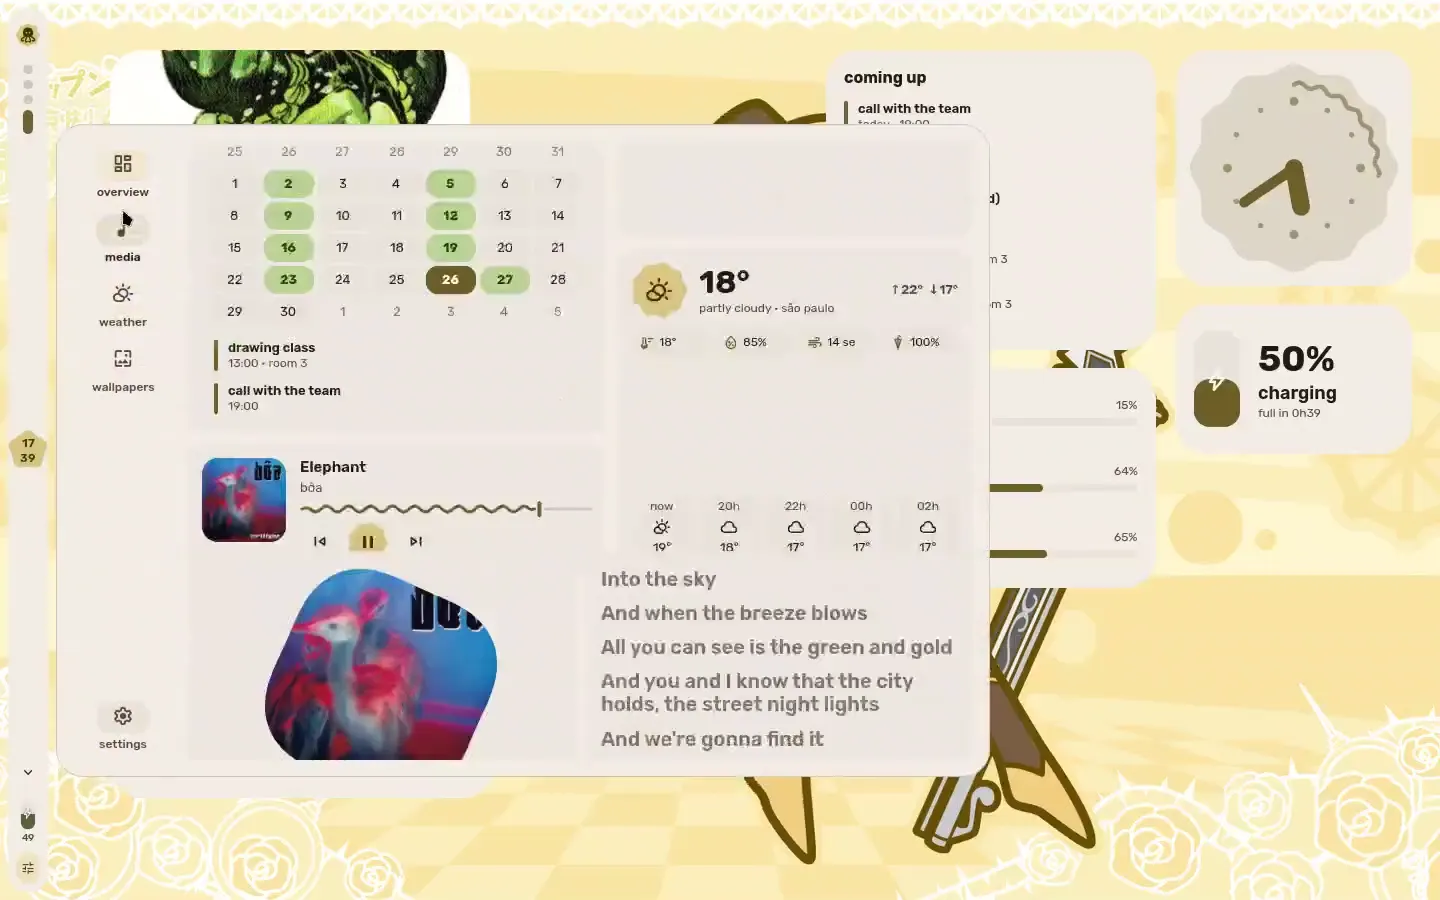 overview
media
weather
wallpapers
settings
17
39
49
25 26 27 28 29 30 31
1 2 3 4 5 6 7
8 9 10 11 12 13 14
15 16 17 18 19 20 21
22 23 24 25 26 27 28
29 30 1 2 3 4 5
drawing class
13:00 • room 3
call with the team
19:00
Elephant
bôa
18°
partly cloudy • são paulo
↑22° ↓17°
18° 85% 14 se 100%
now 20h 22h 00h 02h
19° 18° 17° 17° 17°
Into the sky
And when the breeze blows
All you can see is the green and gold
And you and I know that the city
holds, the street night lights
And we're gonna find it
coming up
call with the team
today · 19:00
m 3
m 3
15%
64%
65%
50%
charging
full in 0h39